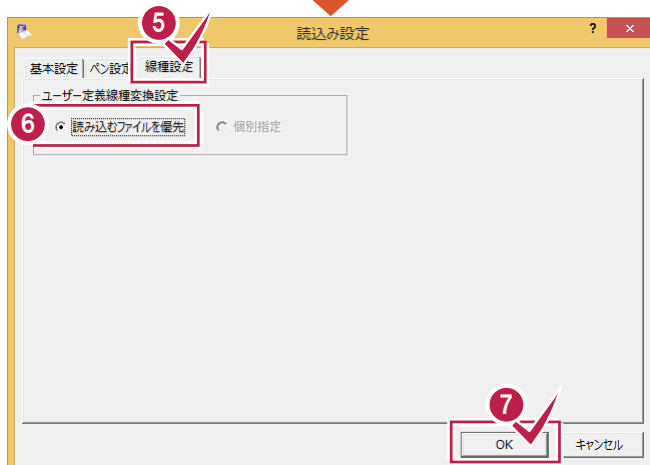 5
読込み設定
? ×
基本設定 ペン設定 線種設定
ユーザー定義線種変換設定
6
読み込むファイルを優先 個別指定
7
OK キャンセル